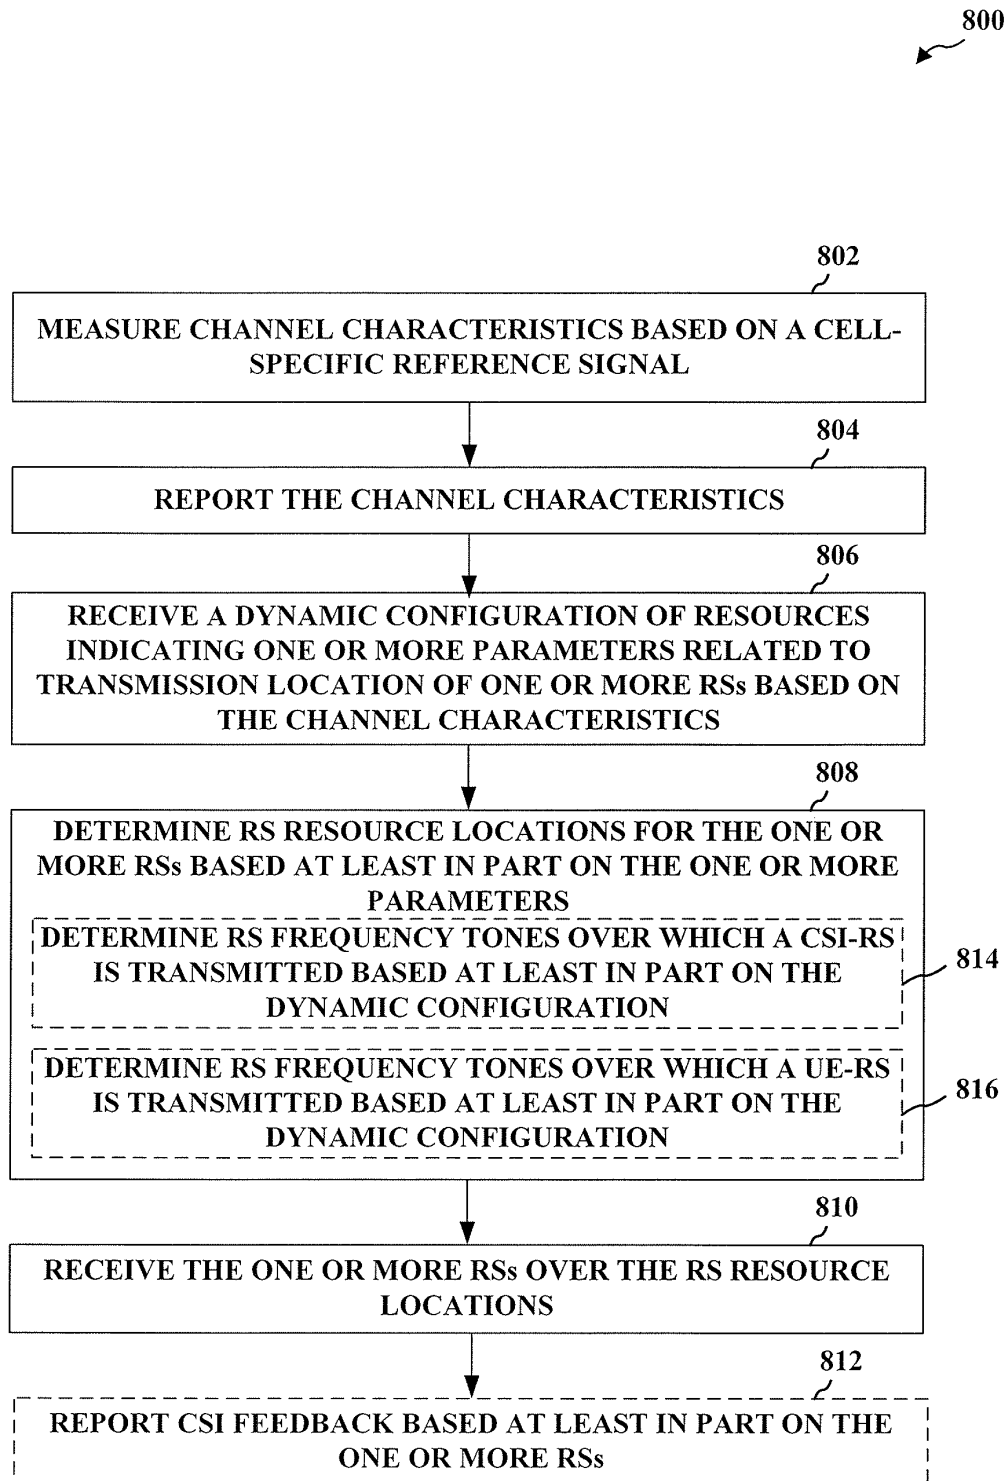 800
802
MEASURE CHANNEL CHARACTERISTICS BASED ON A CELL-
SPECIFIC REFERENCE SIGNAL
804
REPORT THE CHANNEL CHARACTERISTICS
806
RECEIVE A DYNAMIC CONFIGURATION OF RESOURCES
INDICATING ONE OR MORE PARAMETERS RELATED TO
TRANSMISSION LOCATION OF ONE OR MORE RSs BASED ON
THE CHANNEL CHARACTERISTICS
808
DETERMINE RS RESOURCE LOCATIONS FOR THE ONE OR
MORE RSs BASED AT LEAST IN PART ON THE ONE OR MORE
PARAMETERS
DETERMINE RS FREQUENCY TONES OVER WHICH A CSI-RS
IS TRANSMITTED BASED AT LEAST IN PART ON THE
DYNAMIC CONFIGURATION
814
DETERMINE RS FREQUENCY TONES OVER WHICH A UE-RS
IS TRANSMITTED BASED AT LEAST IN PART ON THE
DYNAMIC CONFIGURATION
816
810
RECEIVE THE ONE OR MORE RSs OVER THE RS RESOURCE
LOCATIONS
812
REPORT CSI FEEDBACK BASED AT LEAST IN PART ON THE
ONE OR MORE RSs